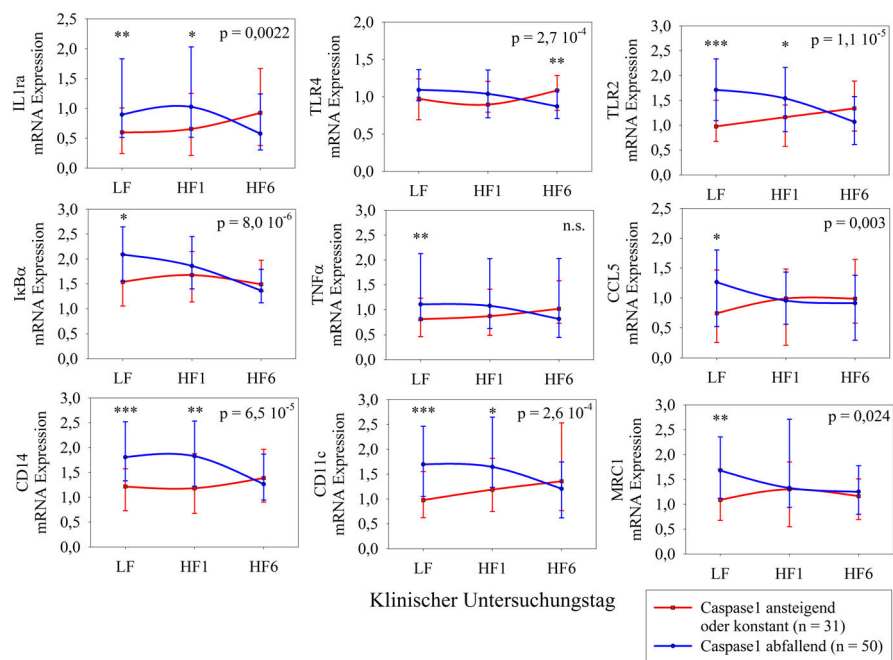 IL1ra
mRNA Expression
2,5
2,0
1,5
1,0
0,5
0,0
**
*
p = 0,0022
LF
HF1
HF6
TLR4
mRNA Expression
2,0
1,5
1,0
0,5
0,0
p = 2,7 10-4
**
LF
HF1
HF6
TLR2
mRNA Expression
3,0
2,5
2,0
1,5
1,0
0,5
0,0
***
*
p = 1,1 10-5
LF
HF1
HF6
IκBα
mRNA Expression
3,0
2,5
2,0
1,5
1,0
0,5
0,0
*
p = 8,0 10-6
LF
HF1
HF6
TNFα
mRNA Expression
3,0
2,5
2,0
1,5
1,0
0,5
0,0
**
n.s.
LF
HF1
HF6
CCL5
mRNA Expression
2,5
2,0
1,5
1,0
0,5
0,0
*
p = 0,003
LF
HF1
HF6
CD14
mRNA Expression
3,0
2,5
2,0
1,5
1,0
0,5
0,0
***
**
p = 6,5 10-5
LF
HF1
HF6
CD11c
mRNA Expression
3,0
2,5
2,0
1,5
1,0
0,5
0,0
***
*
p = 2,6 10-4
LF
HF1
HF6
MRC1
mRNA Expression
3,0
2,5
2,0
1,5
1,0
0,5
0,0
**
p = 0,024
LF
HF1
HF6
Klinischer Untersuchungstag
Caspase1 ansteigend
oder konstant (n = 31)
Caspase1 abfallend (n = 50)